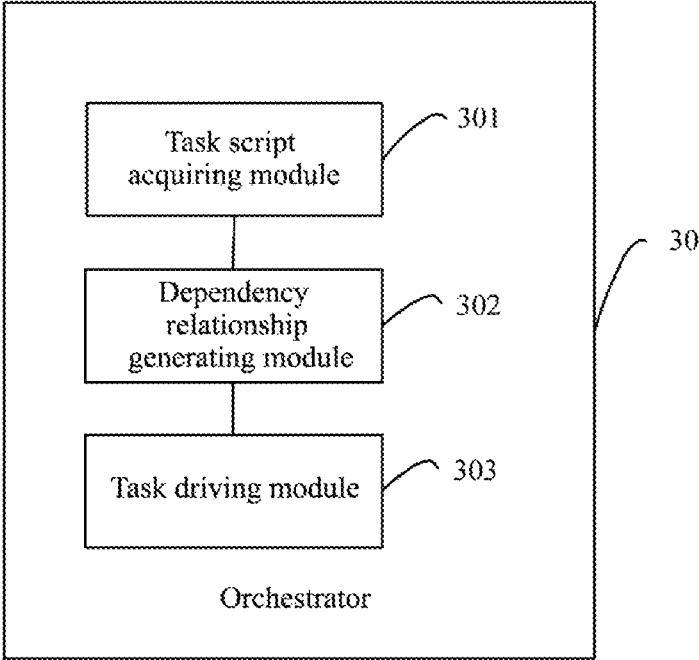 Task script
acquiring module
301
Dependency
relationship
generating module
302
30
Task driving module
303
Orchestrator